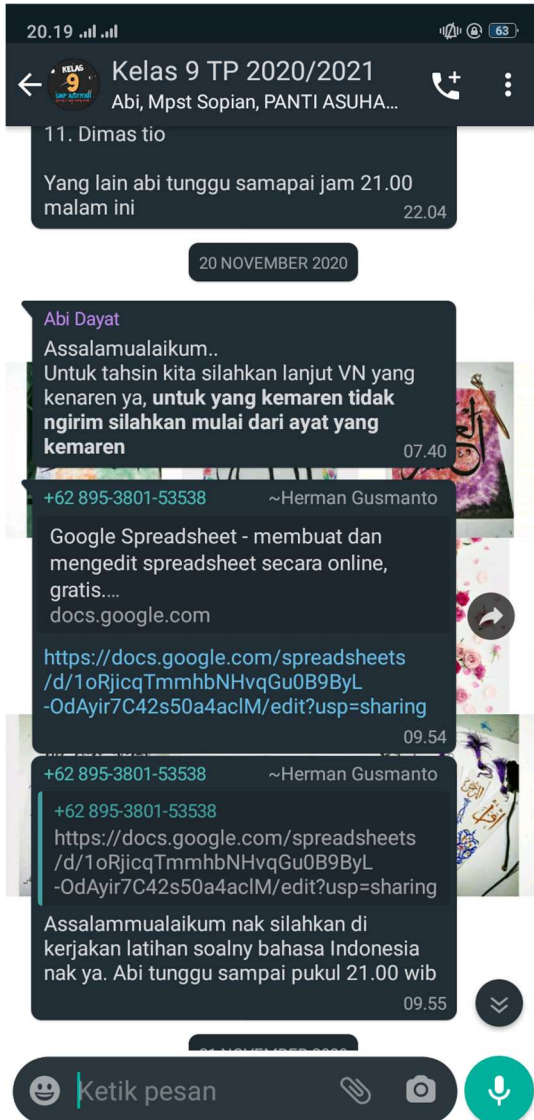 20.19
63
KELAS
9
Kelas 9 TP 2020/2021
Abi, Mpst Sopian, PANTI ASUHA...
11. Dimas tio
Yang lain abi tunggu samapai jam 21.00
malam ini
22.04
20 NOVEMBER 2020
Abi Dayat
Assalamualaikum..
Untuk tahsin kita silahkan lanjut VN yang
kenaren ya, untuk yang kemaren tidak
ngirim silahkan mulai dari ayat yang
kemaren
07.40
+62 895-3801-53538 ~Herman Gusmanto
Google Spreadsheet - membuat dan
mengedit spreadsheet secara online,
gratis....
docs.google.com
https://docs.google.com/spreadsheets
/d/1oRjicqTmmhbNHvqGu0B9ByL
-OdAyir7C42s50a4aclM/edit?usp=sharing
09.54
+62 895-3801-53538 ~Herman Gusmanto
+62 895-3801-53538
https://docs.google.com/spreadsheets
/d/1oRjicqTmmhbNHvqGu0B9ByL
-OdAyir7C42s50a4aclM/edit?usp=sharing
Assalammualaikum nak silahkan di
kerjakan latihan soalny bahasa Indonesia
nak ya. Abi tunggu sampai pukul 21.00 wib
09.55
21 NOVEMBER 2020
Ketik pesan